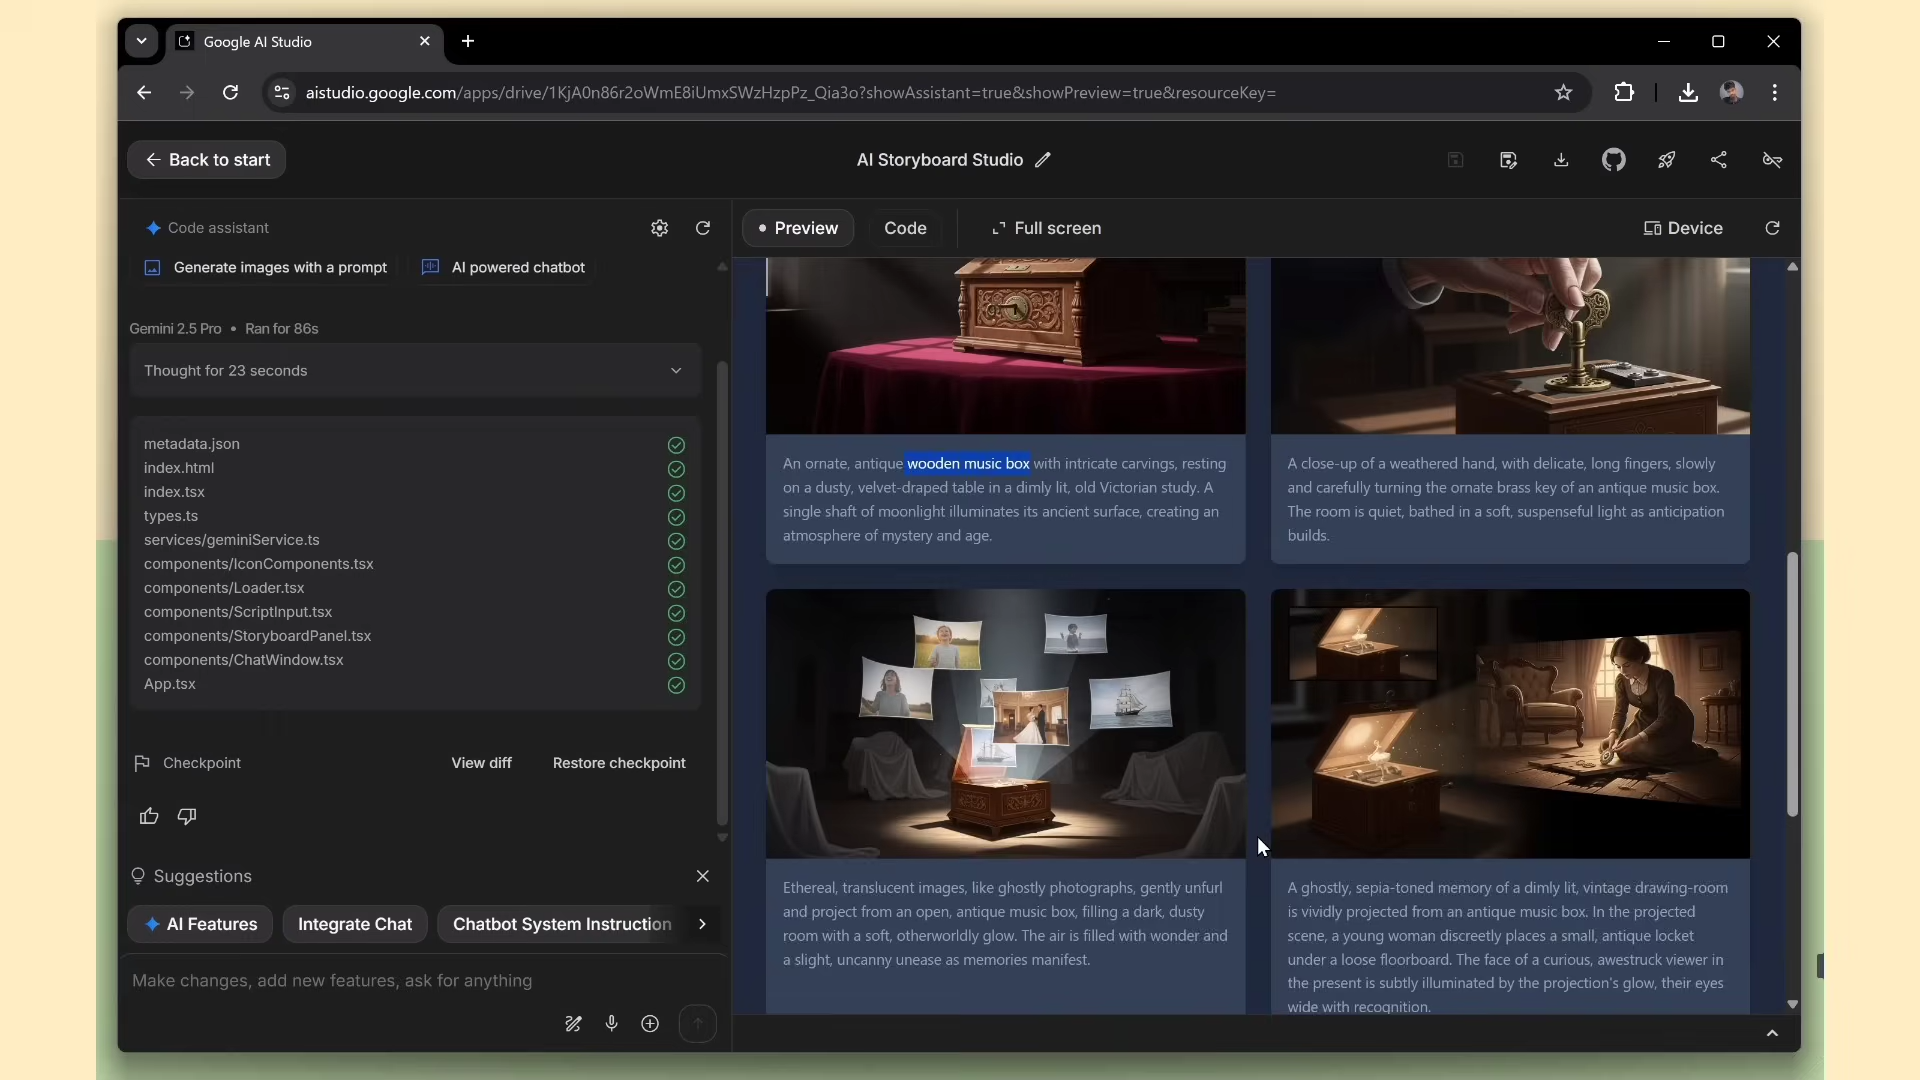 Google AI Studio
aistudio.google.com/apps/drive/1KjA0n86r2oWmE8iUmxSWzHzpPz_Qia3o?showAssistant=true&showPreview=true&resourceKey=
Back to start
AI Storyboard Studio
Code assistant
Generate images with a prompt
AI powered chatbot
Gemini 2.5 Pro • Ran for 86s
Thought for 23 seconds
metadata.json
index.html
index.tsx
types.ts
services/geminiService.ts
components/IconComponents.tsx
components/Loader.tsx
components/ScriptInput.tsx
components/StoryboardPanel.tsx
components/ChatWindow.tsx
App.tsx
Checkpoint
View diff
Restore checkpoint
Suggestions
AI Features
Integrate Chat
Chatbot System Instruction
Make changes, add new features, ask for anything
Preview
Code
Full screen
Device
An ornate, antique wooden music box with intricate carvings, resting
on a dusty, velvet-draped table in a dimly lit, old Victorian study. A
single shaft of moonlight illuminates its ancient surface, creating an
atmosphere of mystery and age.
A close-up of a weathered hand, with delicate, long fingers, slowly
and carefully turning the ornate brass key of an antique music box.
The room is quiet, bathed in a soft, suspenseful light as anticipation
builds.
Ethereal, translucent images, like ghostly photographs, gently unfurl
and project from an open, antique music box, filling a dark, dusty
room with a soft, otherworldly glow. The air is filled with wonder and
a slight, uncanny unease as memories manifest.
A ghostly, sepia-toned memory of a dimly lit, vintage drawing-room
is vividly projected from an antique music box. In the projected
scene, a young woman discreetly places a small, antique locket
under a loose floorboard. The face of a curious, awestruck viewer in
the present is subtly illuminated by the projection's glow, their eyes
wide with recognition.